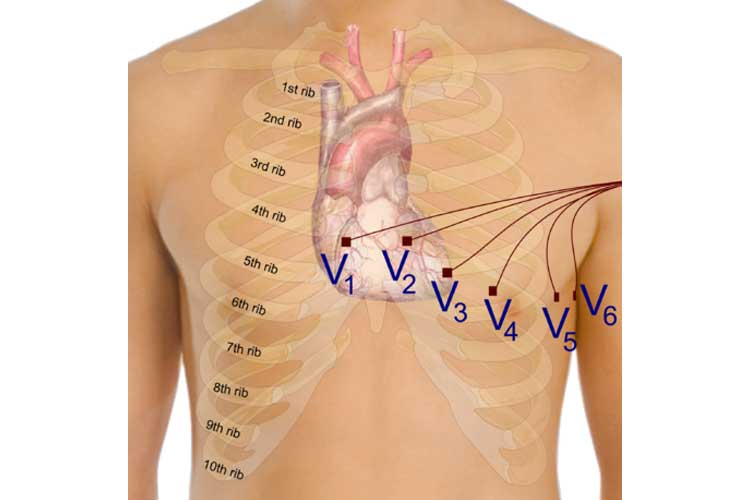 1st rib
2nd rib
3rd rib
4th rib
5th rib
6th rib
7th rib
8th rib
9th rib
10th rib
V1
V2
V3
V4
V5
V6